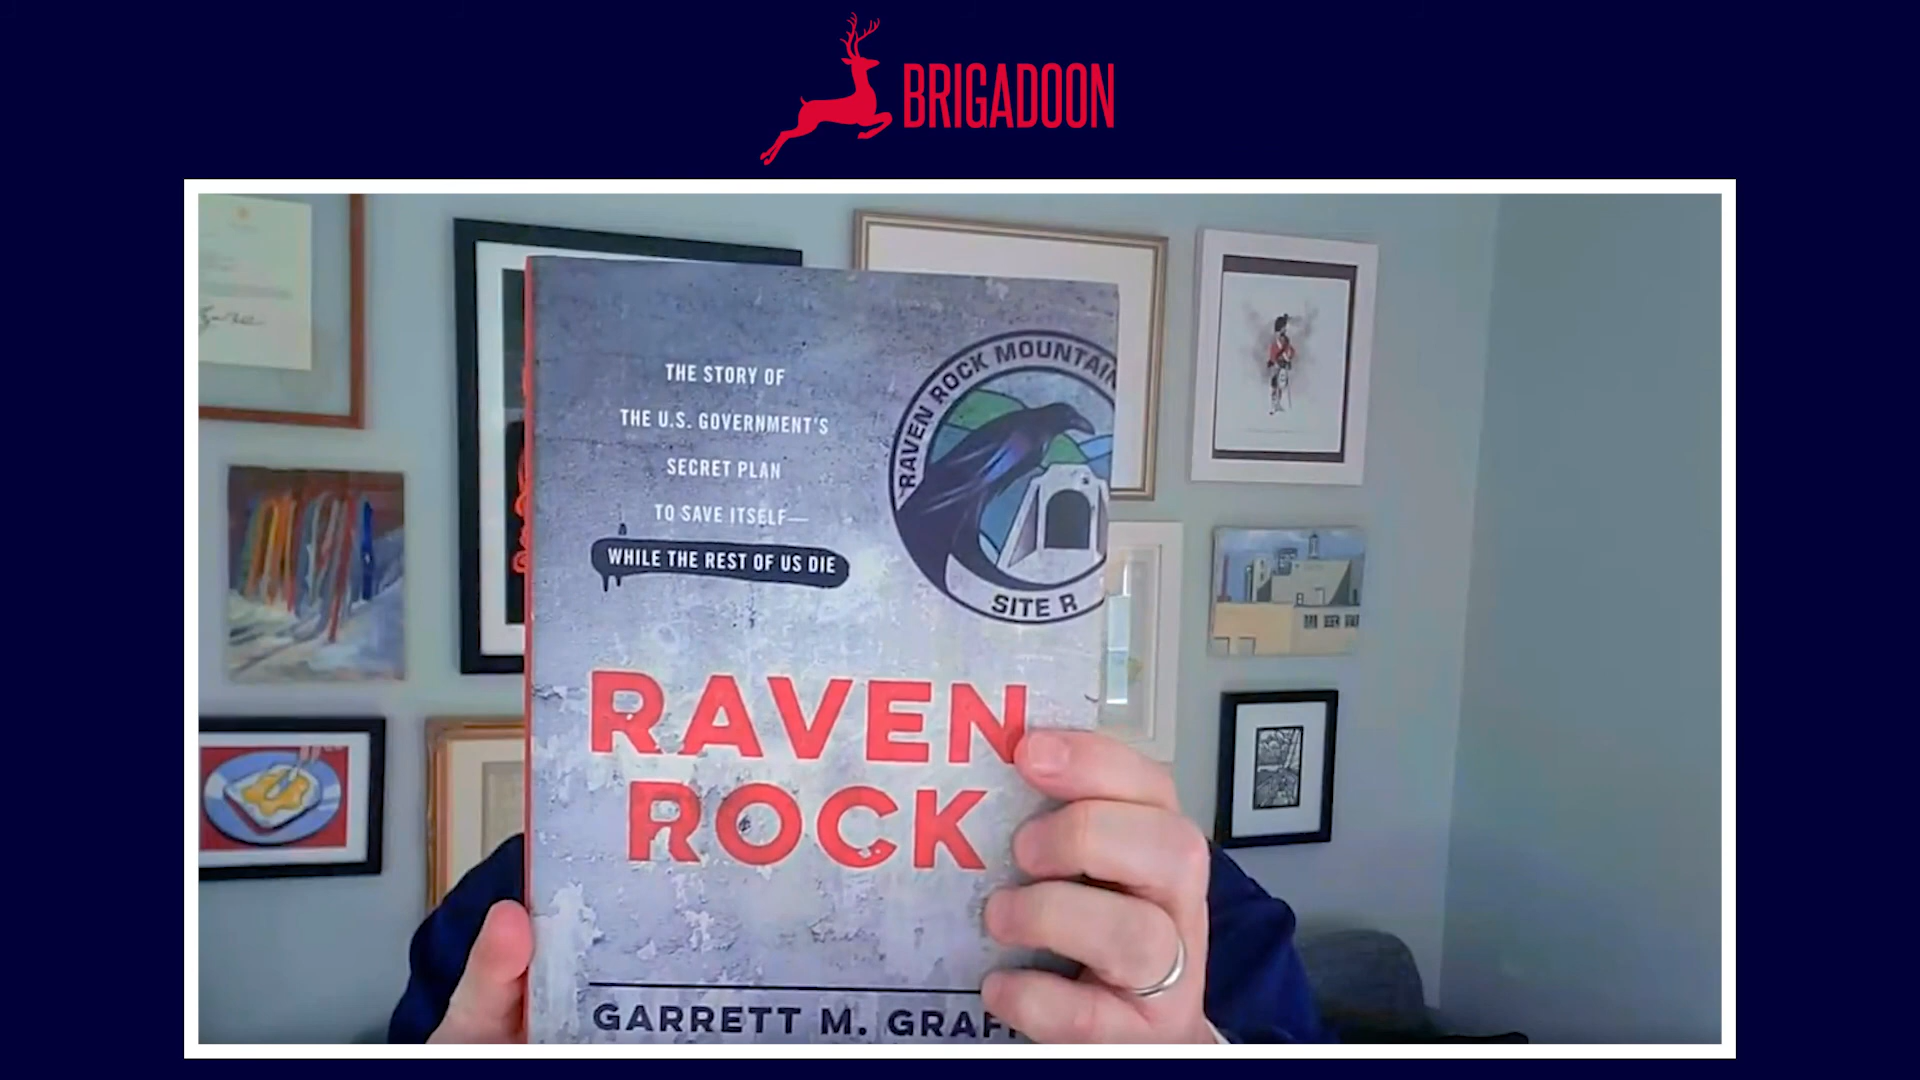 BRIGADOON
THE STORY OF
THE U.S. GOVERNMENT'S
SECRET PLAN
TO SAVE ITSELF—
WHILE THE REST OF US DIE
RAVEN ROCK MOUNTAIN
SITE R
RAVEN
ROCK
GARRETT M. GRAF